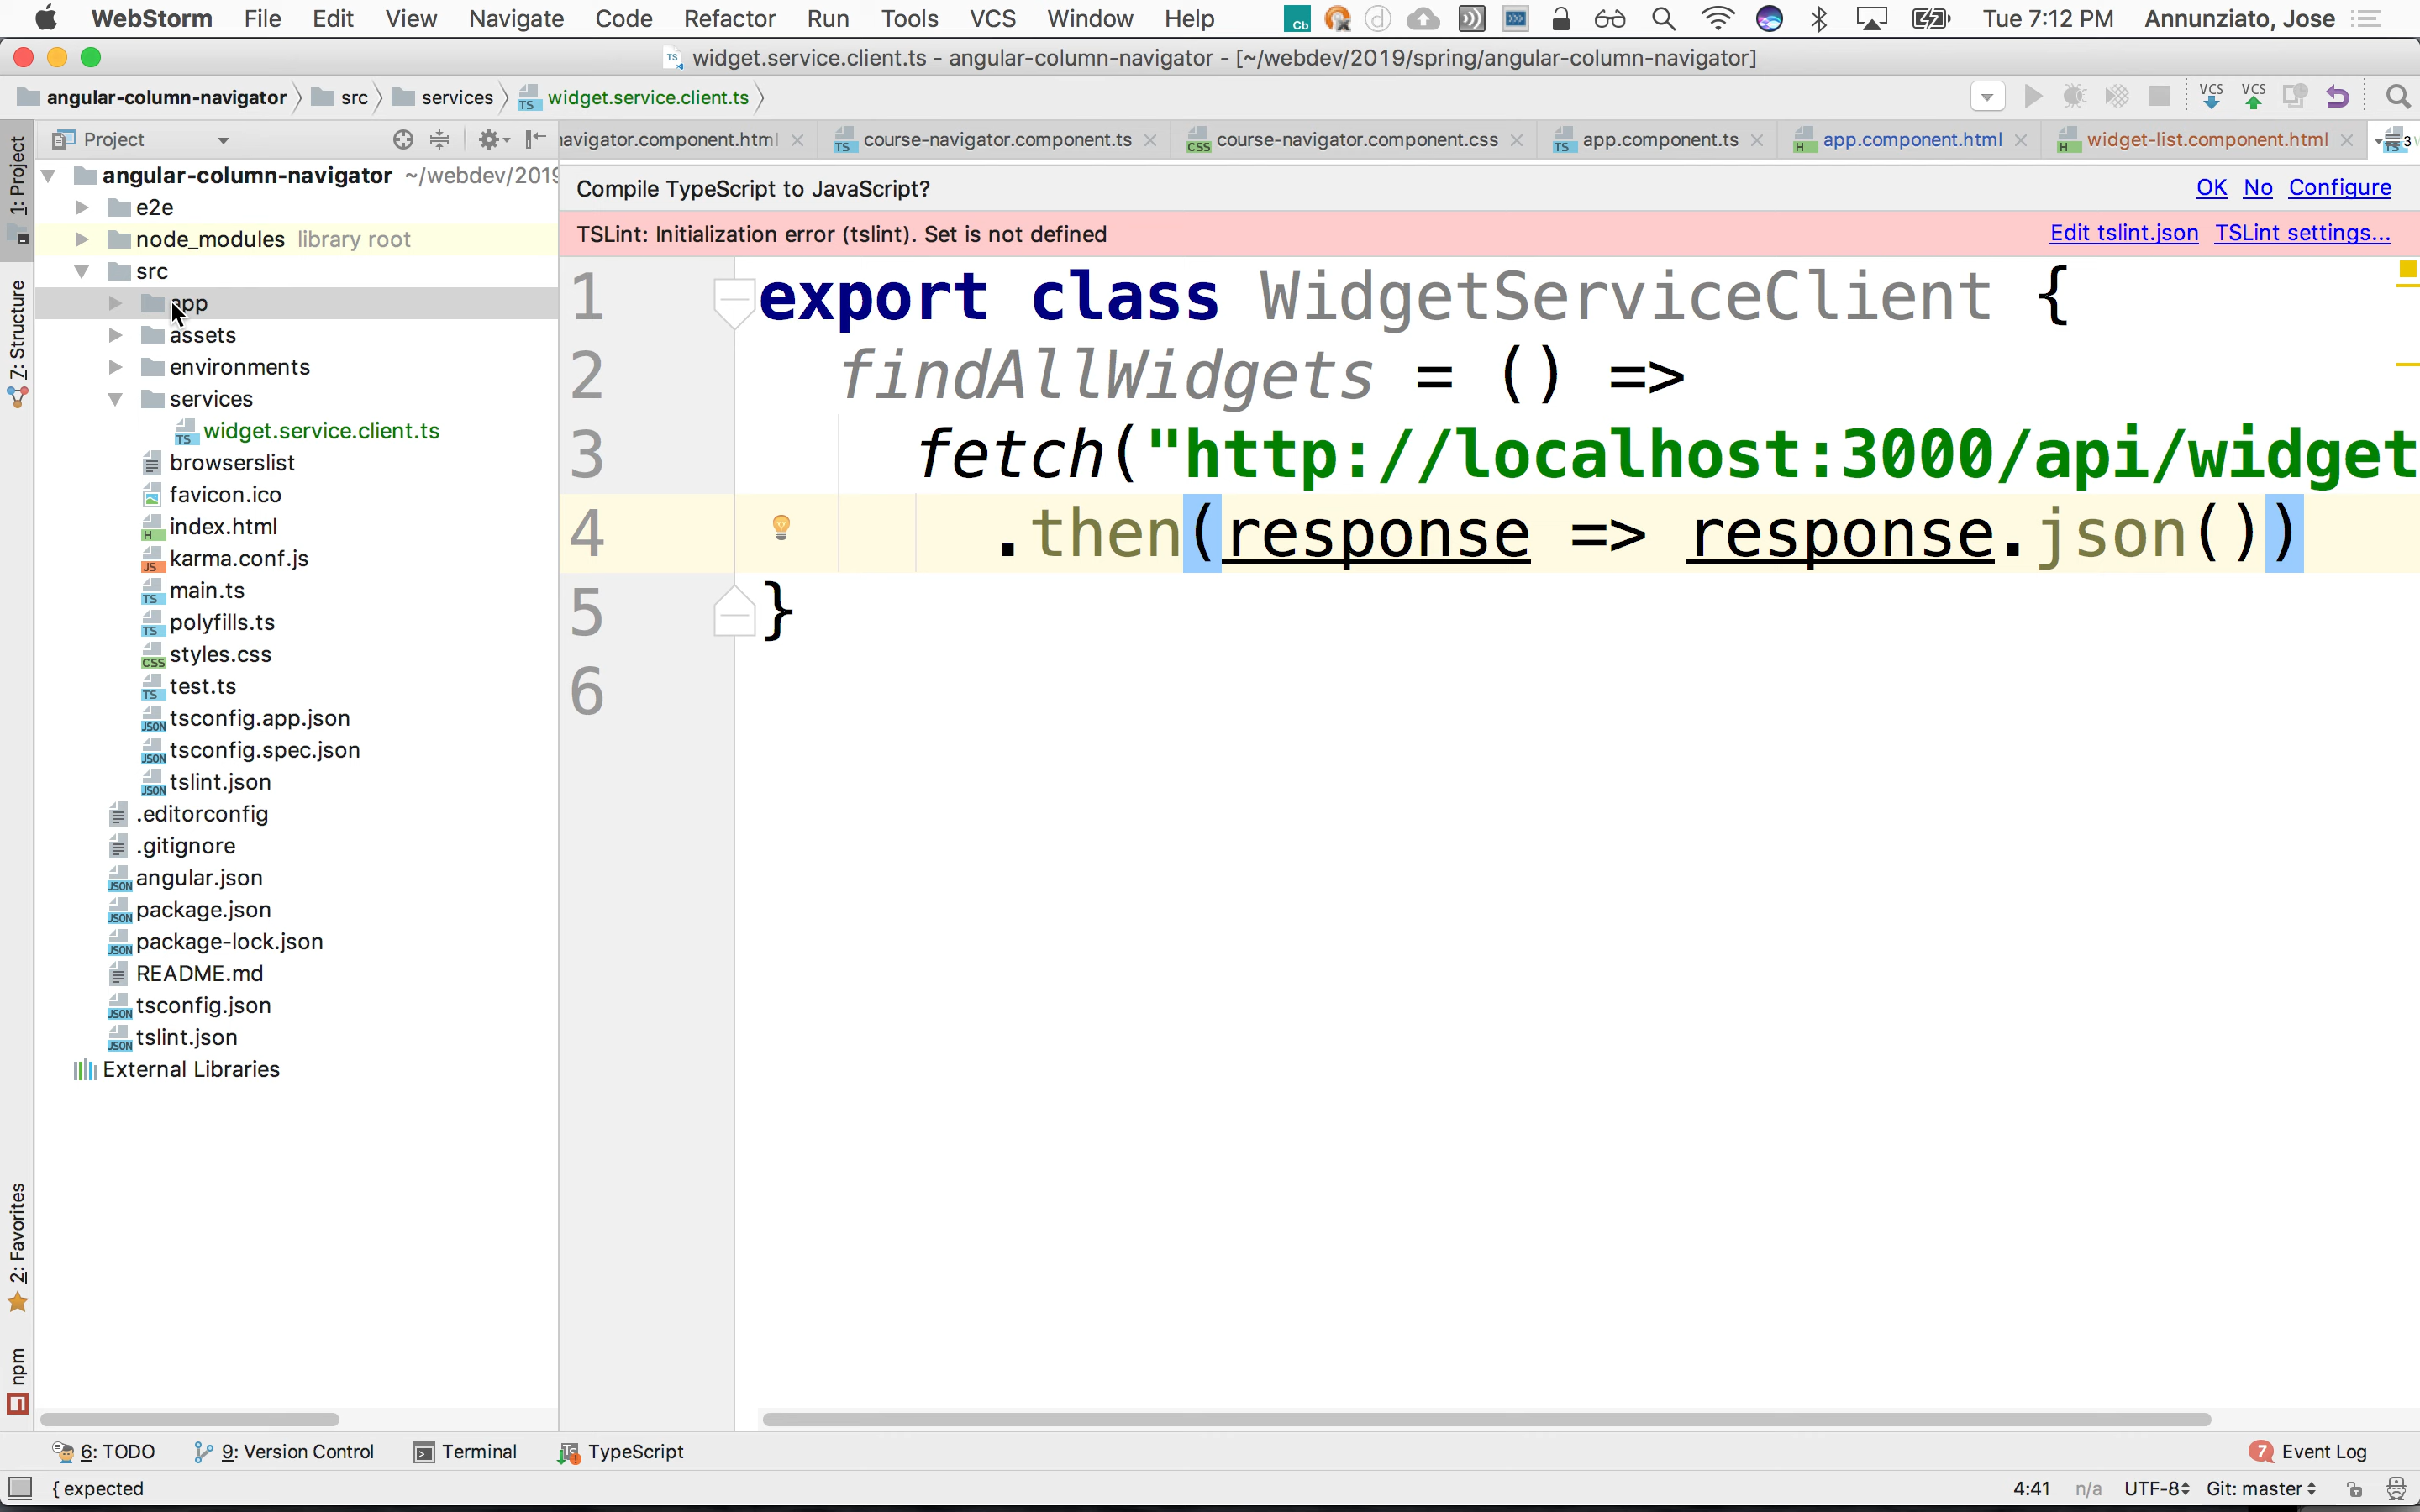 WebStorm File Edit View Navigate Code Refactor Run Tools VCS Window Help Cb d Tue 7:12 PM Annunziato, Jose
widget.service.client.ts - angular-column-navigator - [~/webdev/2019/spring/angular-column-navigator]
angular-column-navigator src services widget.service.client.ts VCS VCS
Project avigator.component.html course-navigator.component.ts course-navigator.component.css app.component.ts app.component.html widget-list.component.html 3
1: Project
7: Structure
2: Favorites
npm
angular-column-navigator ~/webdev/2019
e2e
node_modules library root
src
app
assets
environments
services
widget.service.client.ts
browserslist
favicon.ico
index.html
karma.conf.js
main.ts
polyfills.ts
styles.css
test.ts
tsconfig.app.json
tsconfig.spec.json
tslint.json
.editorconfig
.gitignore
angular.json
package.json
package-lock.json
README.md
tsconfig.json
tslint.json
External Libraries
Compile TypeScript to JavaScript? OK No Configure
TSLint: Initialization error (tslint). Set is not defined Edit tslint.json TSLint settings...
1 export class WidgetServiceClient {
2 findAllWidgets = () =>
3 fetch("http://localhost:3000/api/widget
4 .then(response => response.json())
5 }
6
6: TODO 9: Version Control Terminal TypeScript 7 Event Log
{ expected 4:41 n/a UTF-8 Git: master